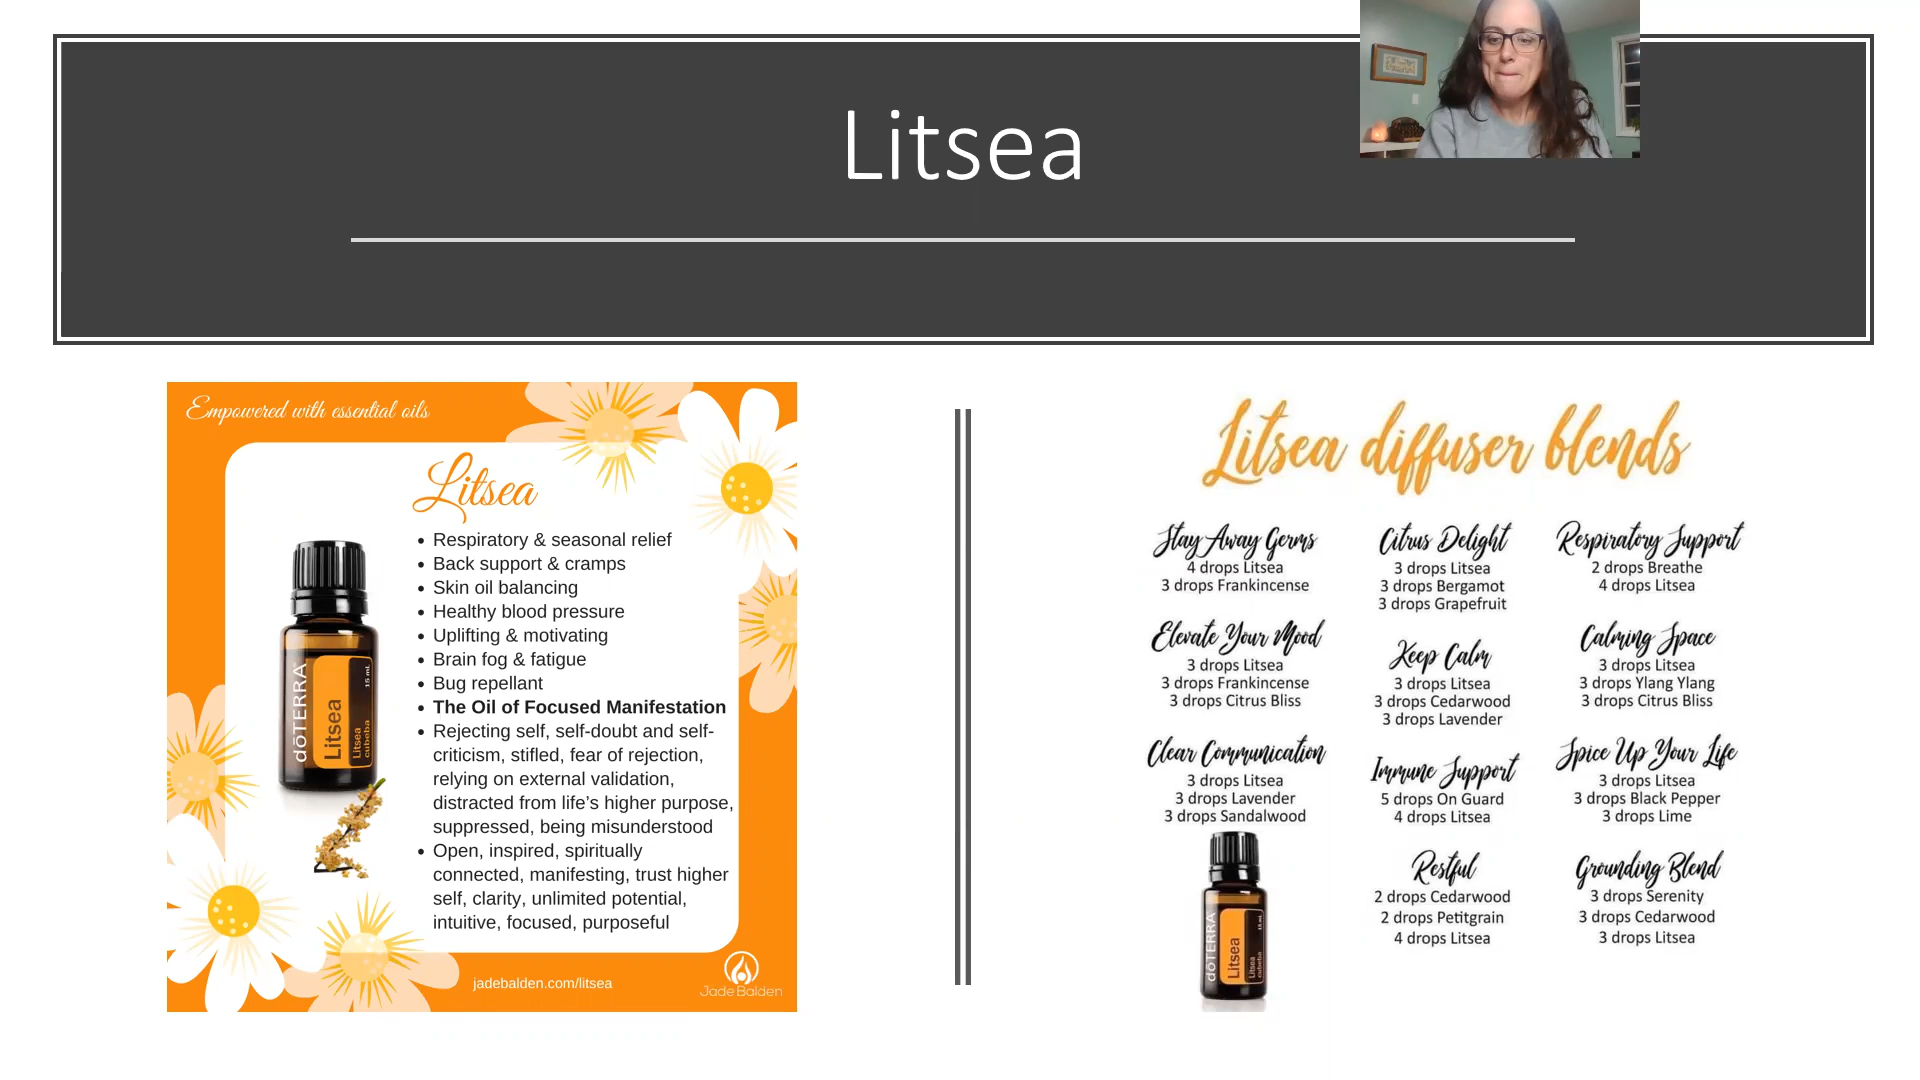 Litsea
Empowered with essential oils
Litsea
• Respiratory & seasonal relief
• Back support & cramps
• Skin oil balancing
• Healthy blood pressure
• Uplifting & motivating
• Brain fog & fatigue
• Bug repellant
• The Oil of Focused Manifestation
• Rejecting self, self-doubt and self-
criticism, stifled, fear of rejection,
relying on external validation,
distracted from life's higher purpose,
suppressed, being misunderstood
• Open, inspired, spiritually
connected, manifesting, trust higher
self, clarity, unlimited potential,
intuitive, focused, purposeful
dōTERRA
Litsea
Litsea
cubeba
15 mL
jadebalden.com/litsea
Jade Balden
Litsea diffuser blends
Stay Away Germs
4 drops Litsea
3 drops Frankincense
Elevate Your Mood
3 drops Litsea
3 drops Frankincense
3 drops Citrus Bliss
Clear Communication
3 drops Litsea
3 drops Lavender
3 drops Sandalwood
dōTERRA
Litsea
Litsea
cubeba
15 mL
Citrus Delight
3 drops Litsea
3 drops Bergamot
3 drops Grapefruit
Keep Calm
3 drops Litsea
3 drops Cedarwood
3 drops Lavender
Immune Support
5 drops On Guard
4 drops Litsea
Restful
2 drops Cedarwood
2 drops Petitgrain
4 drops Litsea
Respiratory Support
2 drops Breathe
4 drops Litsea
Calming Space
3 drops Litsea
3 drops Ylang Ylang
3 drops Citrus Bliss
Spice Up Your Life
3 drops Litsea
3 drops Black Pepper
3 drops Lime
Grounding Blend
3 drops Serenity
3 drops Cedarwood
3 drops Litsea